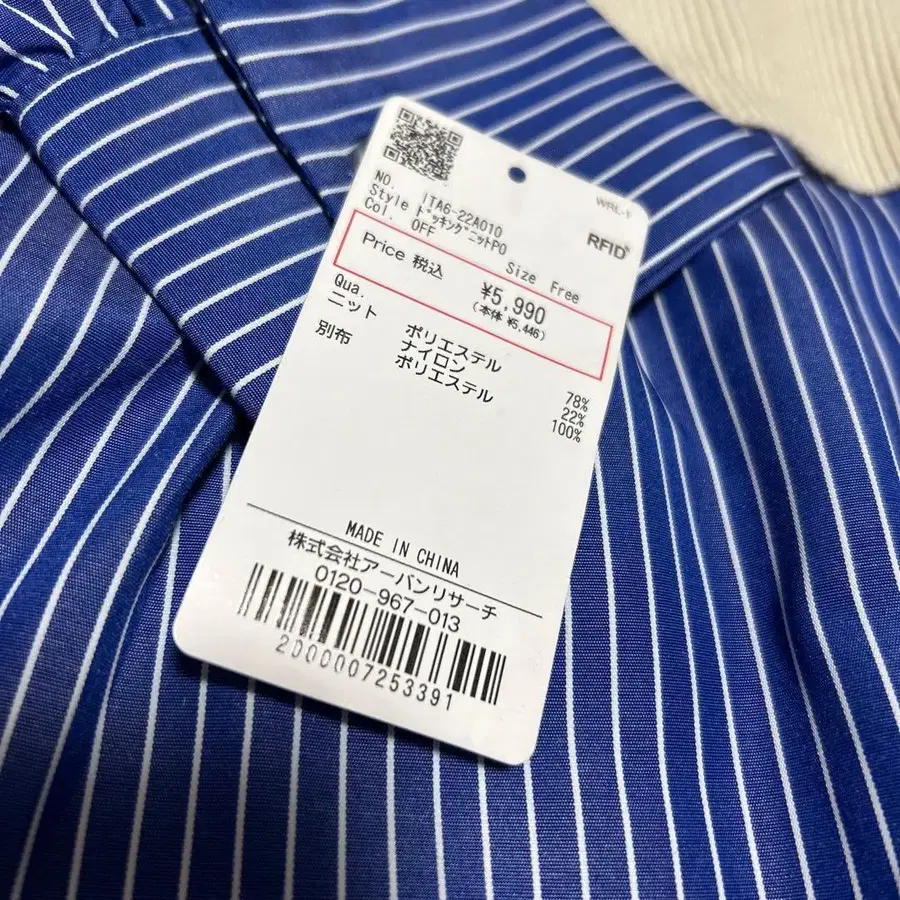 WRL-Y
RFID
NO. ITA6-22A010
Style ドッキングニットPO
Col. OFF Size Free
Price 税込 ¥5,990
(本体 ¥5,446)
Qua.
ニット ポリエステル 78%
ナイロン 22%
別布 ポリエステル 100%
MADE IN CHINA
株式会社アーバンリサーチ
0120-967-013
2000007253391